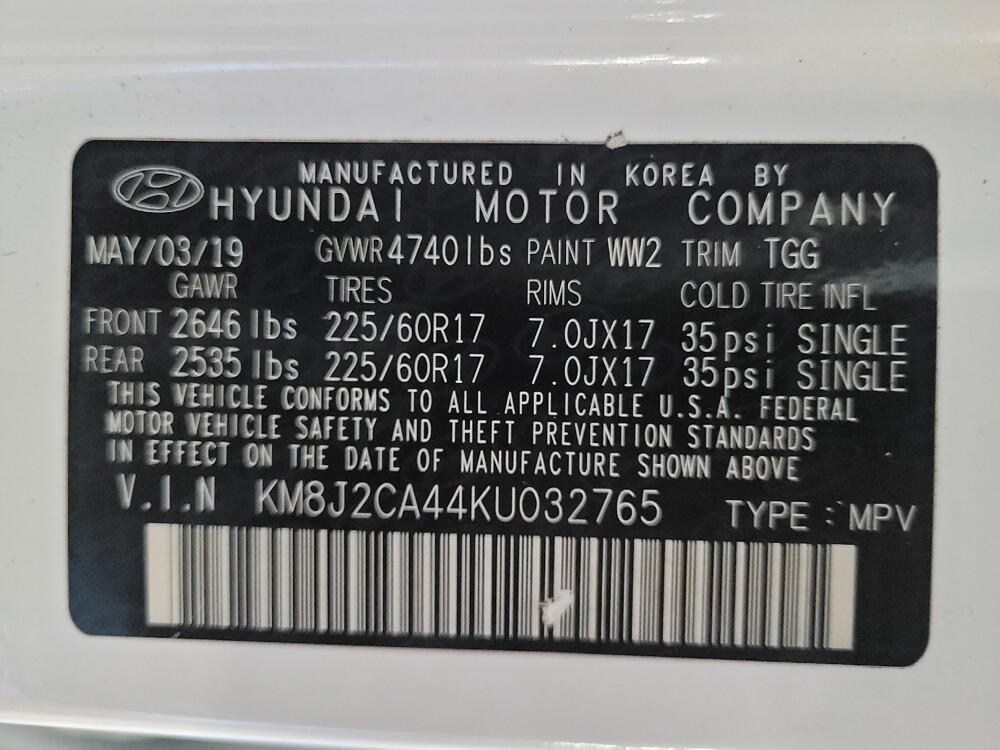 MANUFACTURED IN KOREA BY
HYUNDAI MOTOR COMPANY
MAY/03/19 GVWR 4740lbs PAINT WW2 TRIM TGG
GAWR TIRES RIMS COLD TIRE INFL
FRONT 2646 lbs 225/60R17 7.0JX17 35psi SINGLE
REAR 2535 lbs 225/60R17 7.0JX17 35psi SINGLE
THIS VEHICLE CONFORMS TO ALL APPLICABLE U.S.A. FEDERAL
MOTOR VEHICLE SAFETY AND THEFT PREVENTION STANDARDS
IN EFFECT ON THE DATE OF MANUFACTURE SHOWN ABOVE
V.I.N KM8J2CA44KU032765 TYPE : MPV